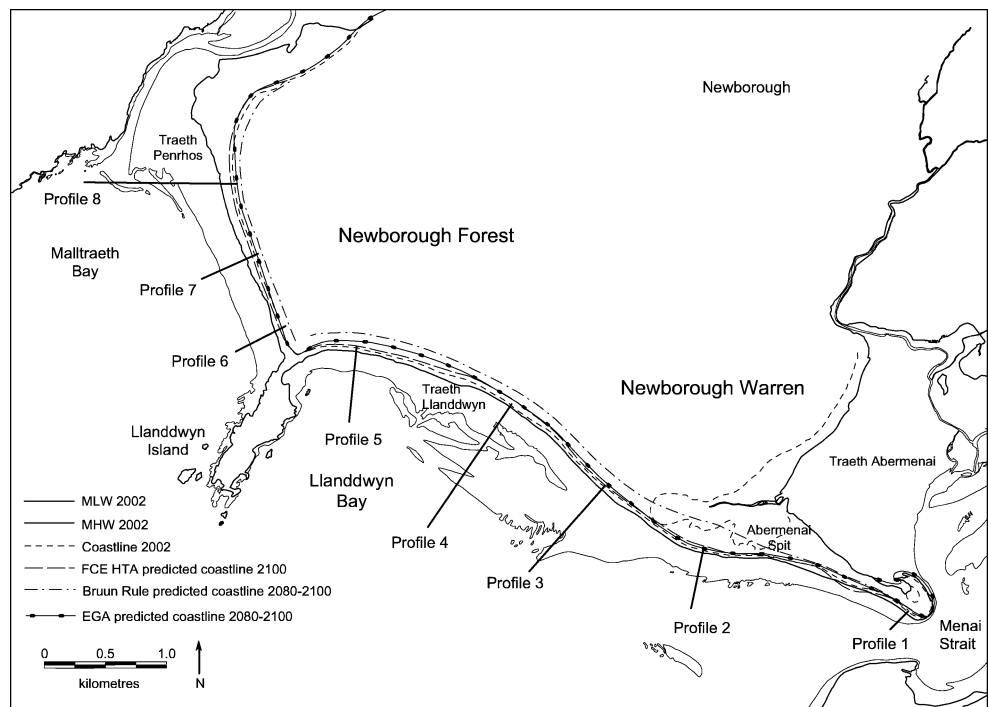 Newborough
Traeth
Penrhos
Profile 8
Newborough Forest
Malltraeth
Bay
Profile 7
Profile 6
Newborough Warren
Traeth
Llanddwyn
Llanddwyn
Island
Profile 5
Traeth Abermenai
Llanddwyn
Bay
MLW 2002
MHW 2002
Coastline 2002
FCE HTA predicted coastline 2100
Bruun Rule predicted coastline 2080-2100
EGA predicted coastline 2080-2100
Profile 4
Abermenai
Spit
Profile 3
Profile 2
Profile 1
Menai
Strait
0 0.5 1.0
kilometres
N